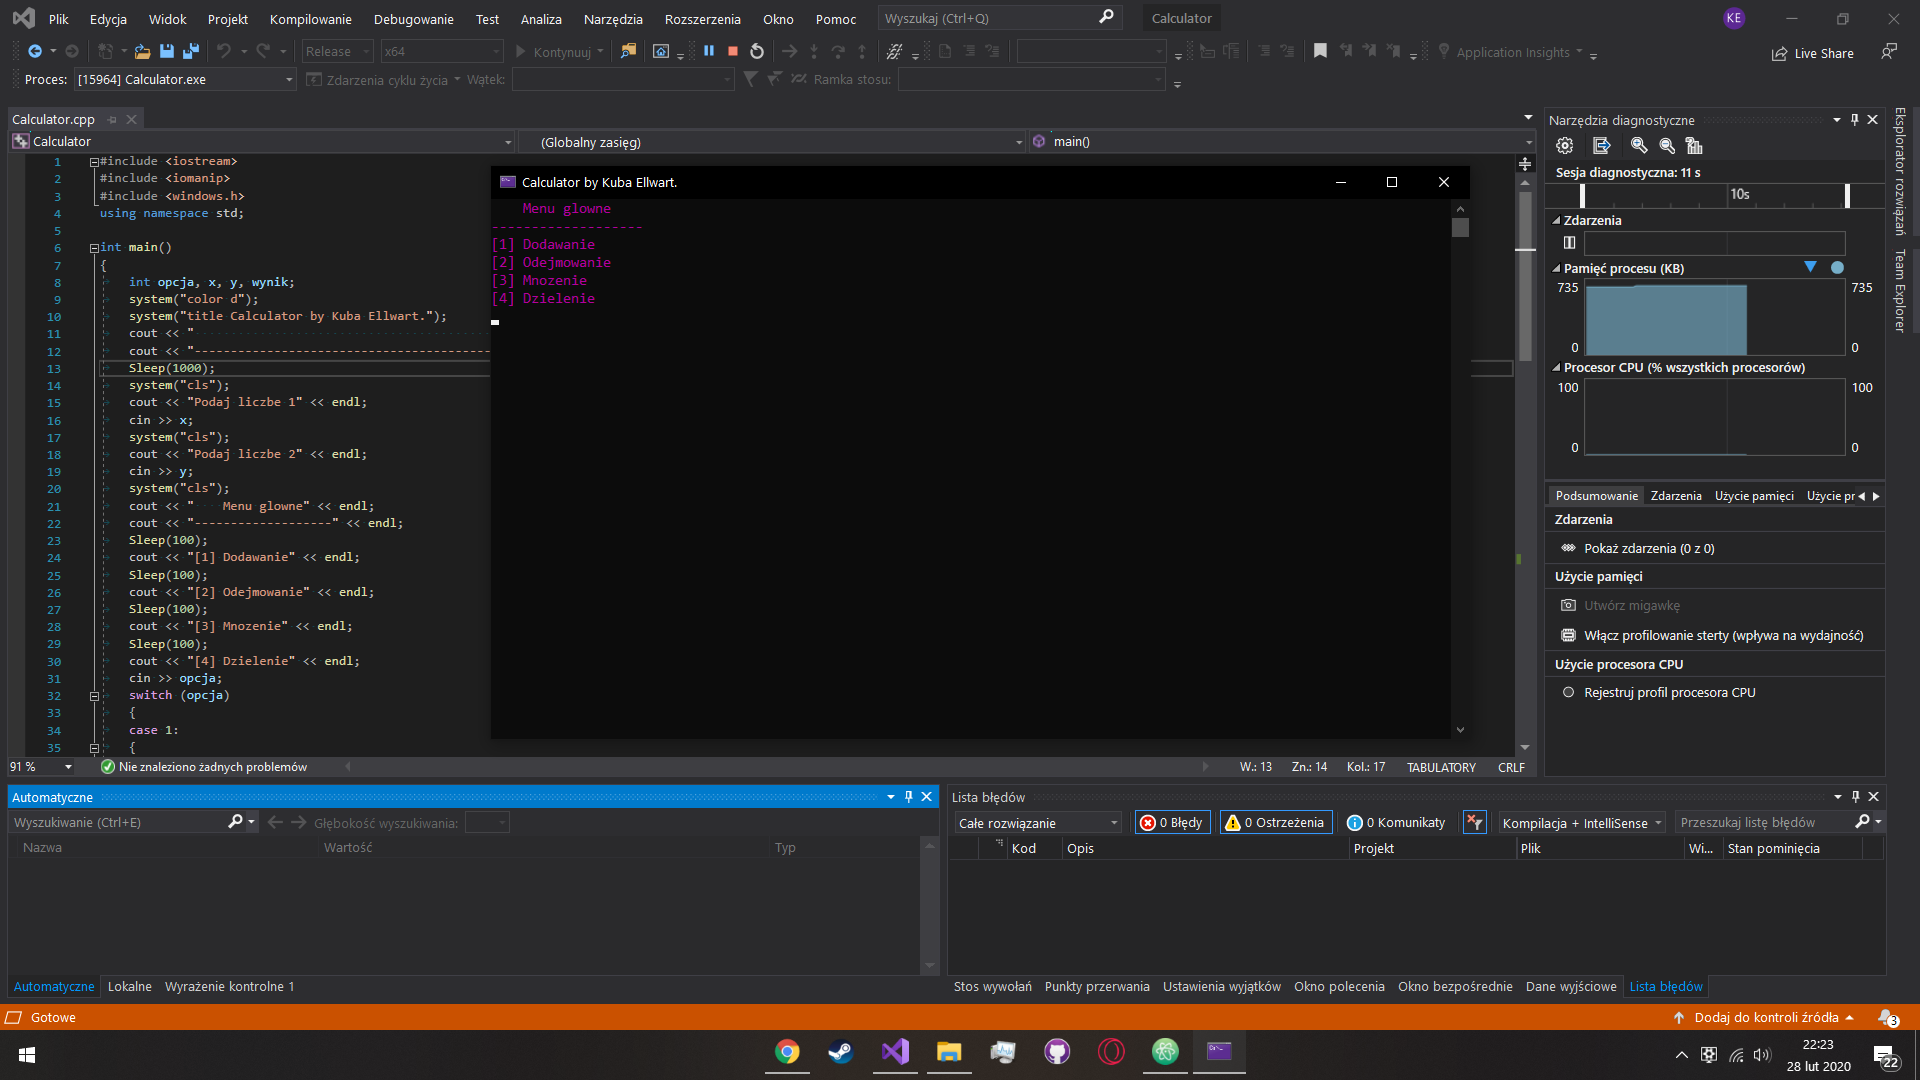 Plik Edycja Widok Projekt Kompilowanie Debugowanie Test Analiza Narzędzia Rozszerzenia Okno Pomoc Wyszukaj (Ctrl+Q) Calculator KE
Release x64 Kontynuuj Application Insights Live Share
Proces: [15964] Calculator.exe Zdarzenia cyklu życia Wątek: Ramka stosu:
Calculator.cpp
Calculator (Globalny zasięg) main()
1 #include <iostream>
2 #include <iomanip>
3 #include <windows.h>
4 using namespace std;
5
6 int main()
7 {
8 int opcja, x, y, wynik;
9 system("color d");
10 system("title Calculator by Kuba Ellwart.");
11 cout << "
12 cout << "-----------------------------------------
13 Sleep(1000);
14 system("cls");
15 cout << "Podaj liczbe 1" << endl;
16 cin >> x;
17 system("cls");
18 cout << "Podaj liczbe 2" << endl;
19 cin >> y;
20 system("cls");
21 cout << "    Menu glowne" << endl;
22 cout << "-------------------" << endl;
23 Sleep(100);
24 cout << "[1] Dodawanie" << endl;
25 Sleep(100);
26 cout << "[2] Odejmowanie" << endl;
27 Sleep(100);
28 cout << "[3] Mnozenie" << endl;
29 Sleep(100);
30 cout << "[4] Dzielenie" << endl;
31 cin >> opcja;
32 switch (opcja)
33 {
34 case 1:
35 {
Calculator by Kuba Ellwart.
Menu glowne
-------------------
[1] Dodawanie
[2] Odejmowanie
[3] Mnozenie
[4] Dzielenie
91 % Nie znaleziono żadnych problemów W.: 13 Zn.: 14 Kol.: 17 TABULATORY CRLF
Narzędzia diagnostyczne
Sesja diagnostyczna: 11 s
10s
Zdarzenia
Pamięć procesu (KB)
735 735
0 0
Procesor CPU (% wszystkich procesorów)
100 100
0 0
Podsumowanie Zdarzenia Użycie pamięci Użycie pr
Zdarzenia
Pokaż zdarzenia (0 z 0)
Użycie pamięci
Utwórz migawkę
Włącz profilowanie sterty (wpływa na wydajność)
Użycie procesora CPU
Rejestruj profil procesora CPU
Eksplorator rozwiązań
Team Explorer
Automatyczne
Wyszukiwanie (Ctrl+E) Głębokość wyszukiwania:
Nazwa Wartość Typ
Automatyczne Lokalne Wyrażenie kontrolne 1
Lista błędów
Całe rozwiązanie 0 Błędy 0 Ostrzeżenia 0 Komunikaty Kompilacja + IntelliSense Przeszukaj listę błędów
Kod Opis Projekt Plik Wi... Stan pominięcia
Stos wywołań Punkty przerwania Ustawienia wyjątków Okno polecenia Okno bezpośrednie Dane wyjściowe Lista błędów
Gotowe Dodaj do kontroli źródła 3
22:23
28 lut 2020
22